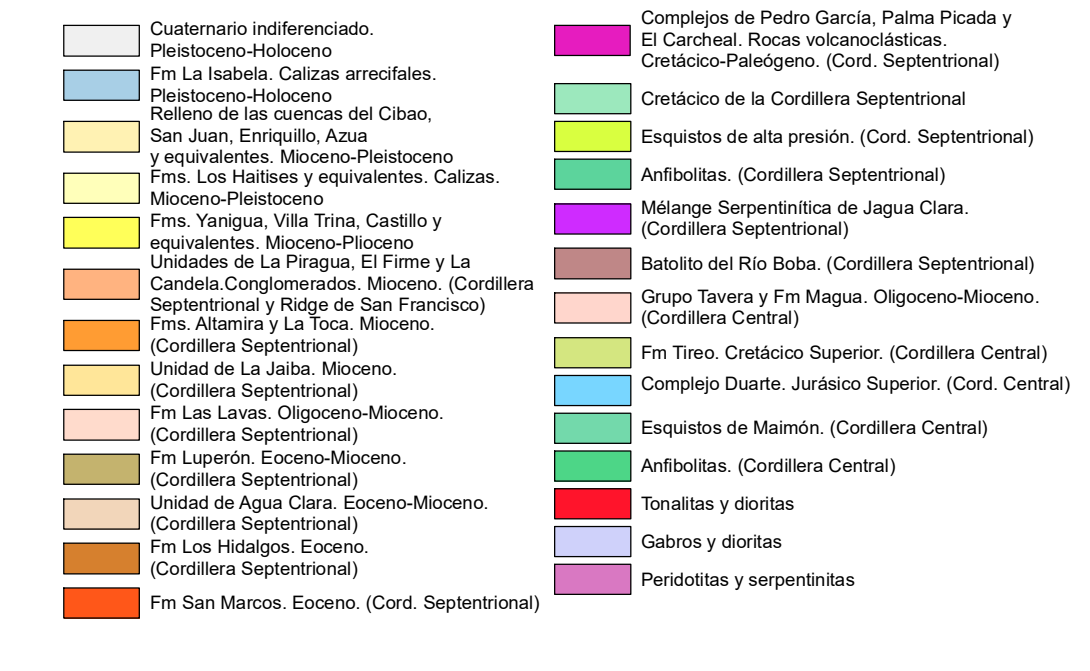 Cuaternario indiferenciado.
Pleistoceno-Holoceno
Fm La Isabela. Calizas arrecifales.
Pleistoceno-Holoceno
Relleno de las cuencas del Cibao,
San Juan, Enriquillo, Azua
y equivalentes. Mioceno-Pleistoceno
Fms. Los Haitises y equivalentes. Calizas.
Mioceno-Pleistoceno
Fms. Yanigua, Villa Trina, Castillo y
equivalentes. Mioceno-Plioceno
Unidades de La Piragua, El Firme y La
Candela.Conglomerados. Mioceno. (Cordillera
Septentrional y Ridge de San Francisco)
Fms. Altamira y La Toca. Mioceno.
(Cordillera Septentrional)
Unidad de La Jaiba. Mioceno.
(Cordillera Septentrional)
Fm Las Lavas. Oligoceno-Mioceno.
(Cordillera Septentrional)
Fm Luperón. Eoceno-Mioceno.
(Cordillera Septentrional)
Unidad de Agua Clara. Eoceno-Mioceno.
(Cordillera Septentrional)
Fm Los Hidalgos. Eoceno.
(Cordillera Septentrional)
Fm San Marcos. Eoceno. (Cord. Septentrional)
Complejos de Pedro García, Palma Picada y
El Carcheal. Rocas volcanoclásticas.
Cretácico-Paleógeno. (Cord. Septentrional)
Cretácico de la Cordillera Septentrional
Esquistos de alta presión. (Cord. Septentrional)
Anfibolitas. (Cordillera Septentrional)
Mélange Serpentinítica de Jagua Clara.
(Cordillera Septentrional)
Batolito del Río Boba. (Cordillera Septentrional)
Grupo Tavera y Fm Magua. Oligoceno-Mioceno.
(Cordillera Central)
Fm Tireo. Cretácico Superior. (Cordillera Central)
Complejo Duarte. Jurásico Superior. (Cord. Central)
Esquistos de Maimón. (Cordillera Central)
Anfibolitas. (Cordillera Central)
Tonalitas y dioritas
Gabros y dioritas
Peridotitas y serpentinitas